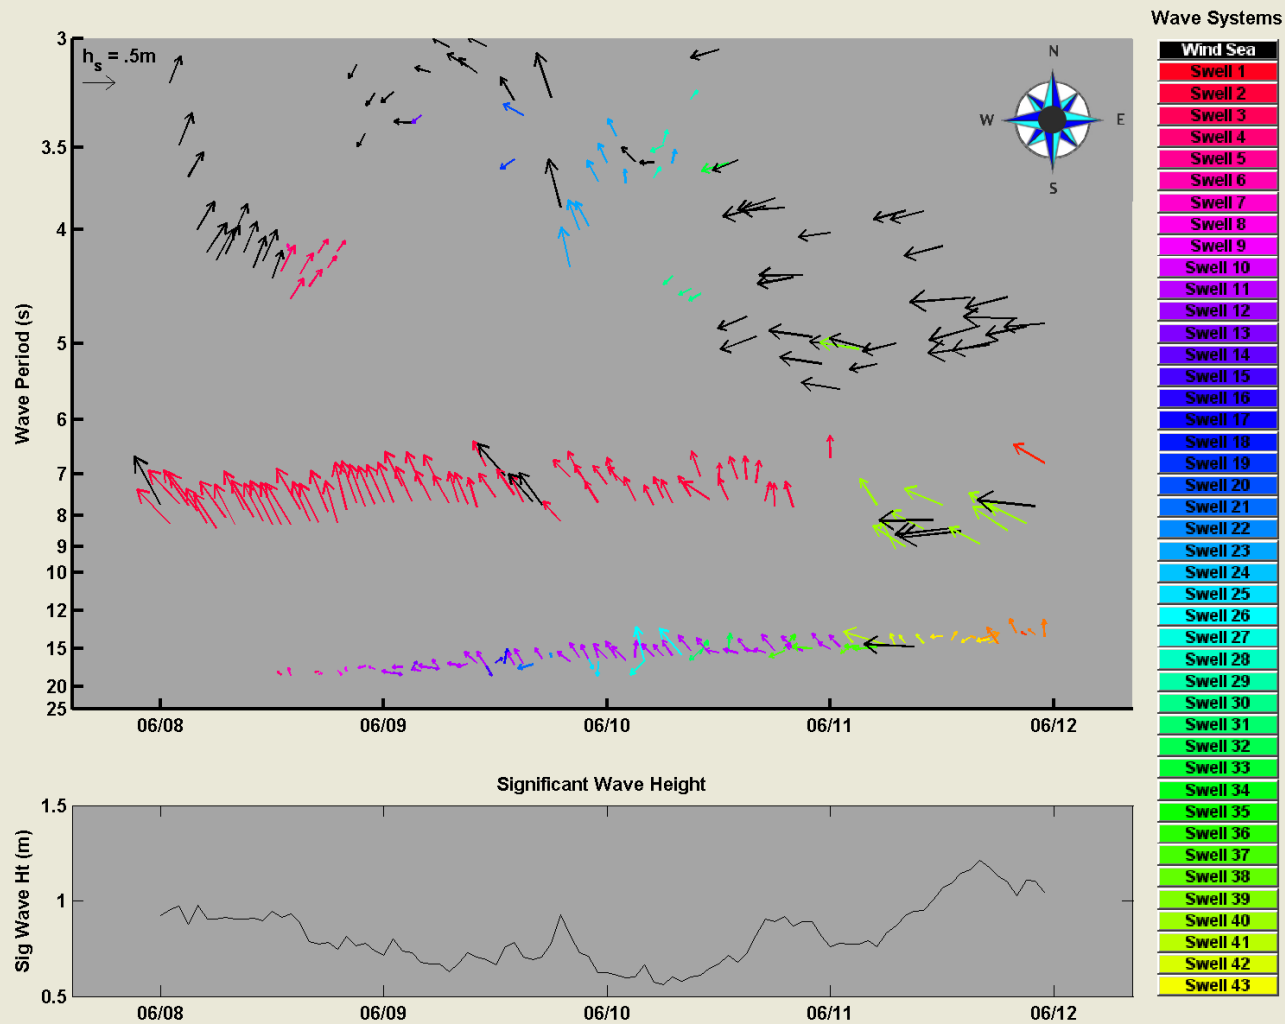 Wave Systems
Wind Sea
Swell 1
Swell 2
Swell 3
Swell 4
Swell 5
Swell 6
Swell 7
Swell 8
Swell 9
Swell 10
Swell 11
Swell 12
Swell 13
Swell 14
Swell 15
Swell 16
Swell 17
Swell 18
Swell 19
Swell 20
Swell 21
Swell 22
Swell 23
Swell 24
Swell 25
Swell 26
Swell 27
Swell 28
Swell 29
Swell 30
Swell 31
Swell 32
Swell 33
Swell 34
Swell 35
Swell 36
Swell 37
Swell 38
Swell 39
Swell 40
Swell 41
Swell 42
Swell 43
h_s = .5m
N
W
E
S
Wave Period (s)
3
3.5
4
5
6
7
8
9
10
12
15
20
25
06/08
06/09
06/10
06/11
06/12
Significant Wave Height
Sig Wave Ht (m)
1.5
1
0.5
06/08
06/09
06/10
06/11
06/12